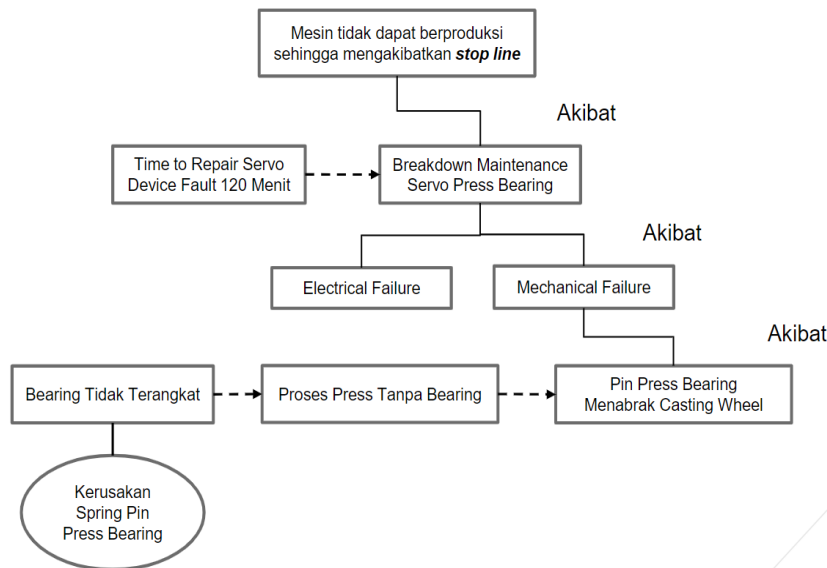 Mesin tidak dapat berproduksi
sehingga mengakibatkan stop line
Akibat
Time to Repair Servo
Device Fault 120 Menit
Breakdown Maintenance
Servo Press Bearing
Akibat
Electrical Failure
Mechanical Failure
Akibat
Bearing Tidak Terangkat
Proses Press Tanpa Bearing
Pin Press Bearing
Menabrak Casting Wheel
Kerusakan
Spring Pin
Press Bearing